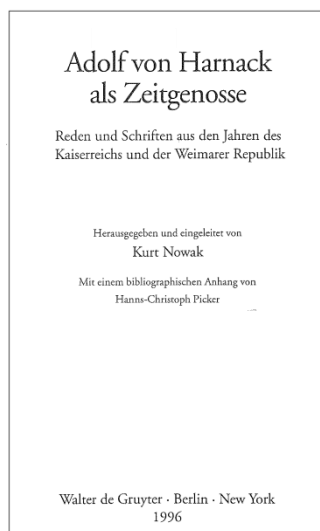 Adolf von Harnack
als Zeitgenosse
Reden und Schriften aus den Jahren des
Kaiserreichs und der Weimarer Republik
Herausgegeben und eingeleitet von
Kurt Nowak
Mit einem bibliographischen Anhang von
Hanns-Christoph Picker
Walter de Gruyter · Berlin · New York
1996